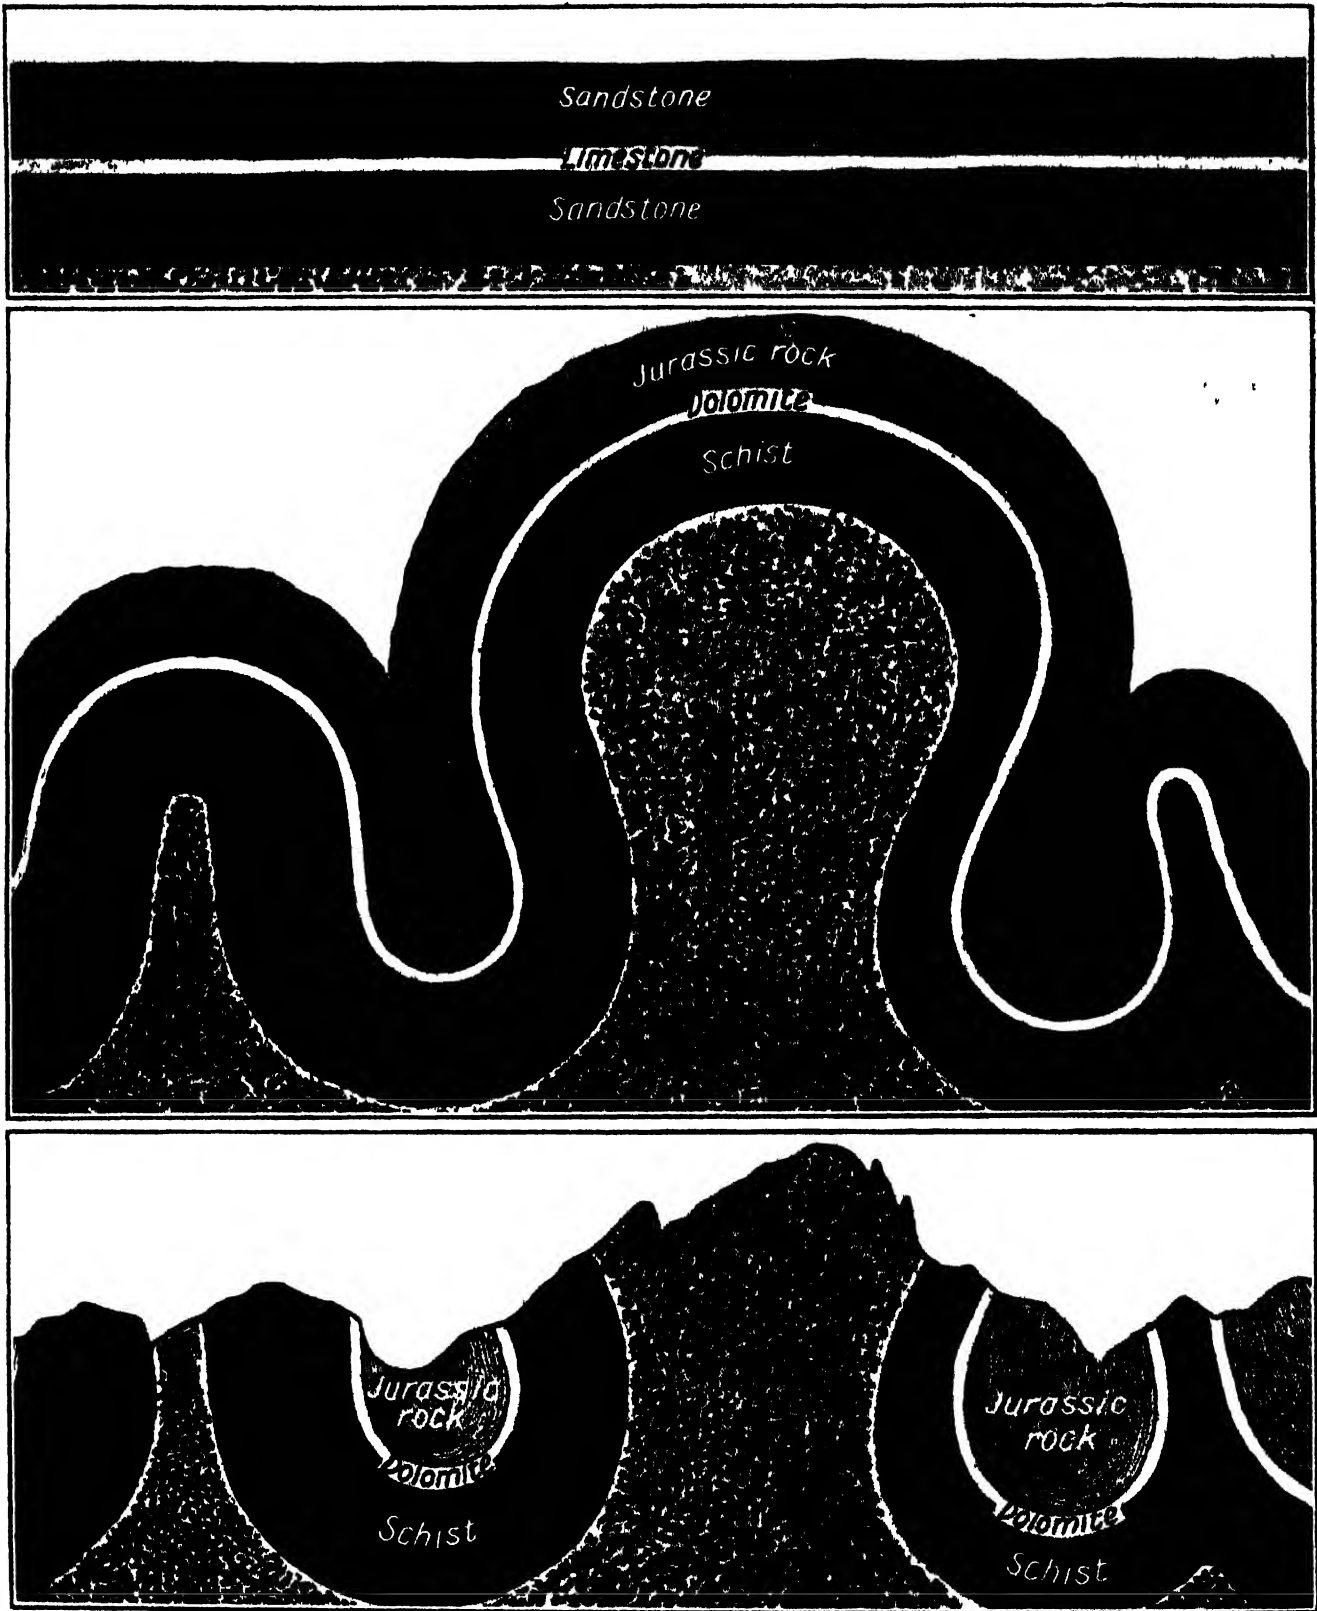 Sandstone
Limestone
Sandstone
Jurassic rock
Dolomite
Schist
Jurassic
rock
Dolomite
Schist
Jurassic
rock
Dolomite
Schist